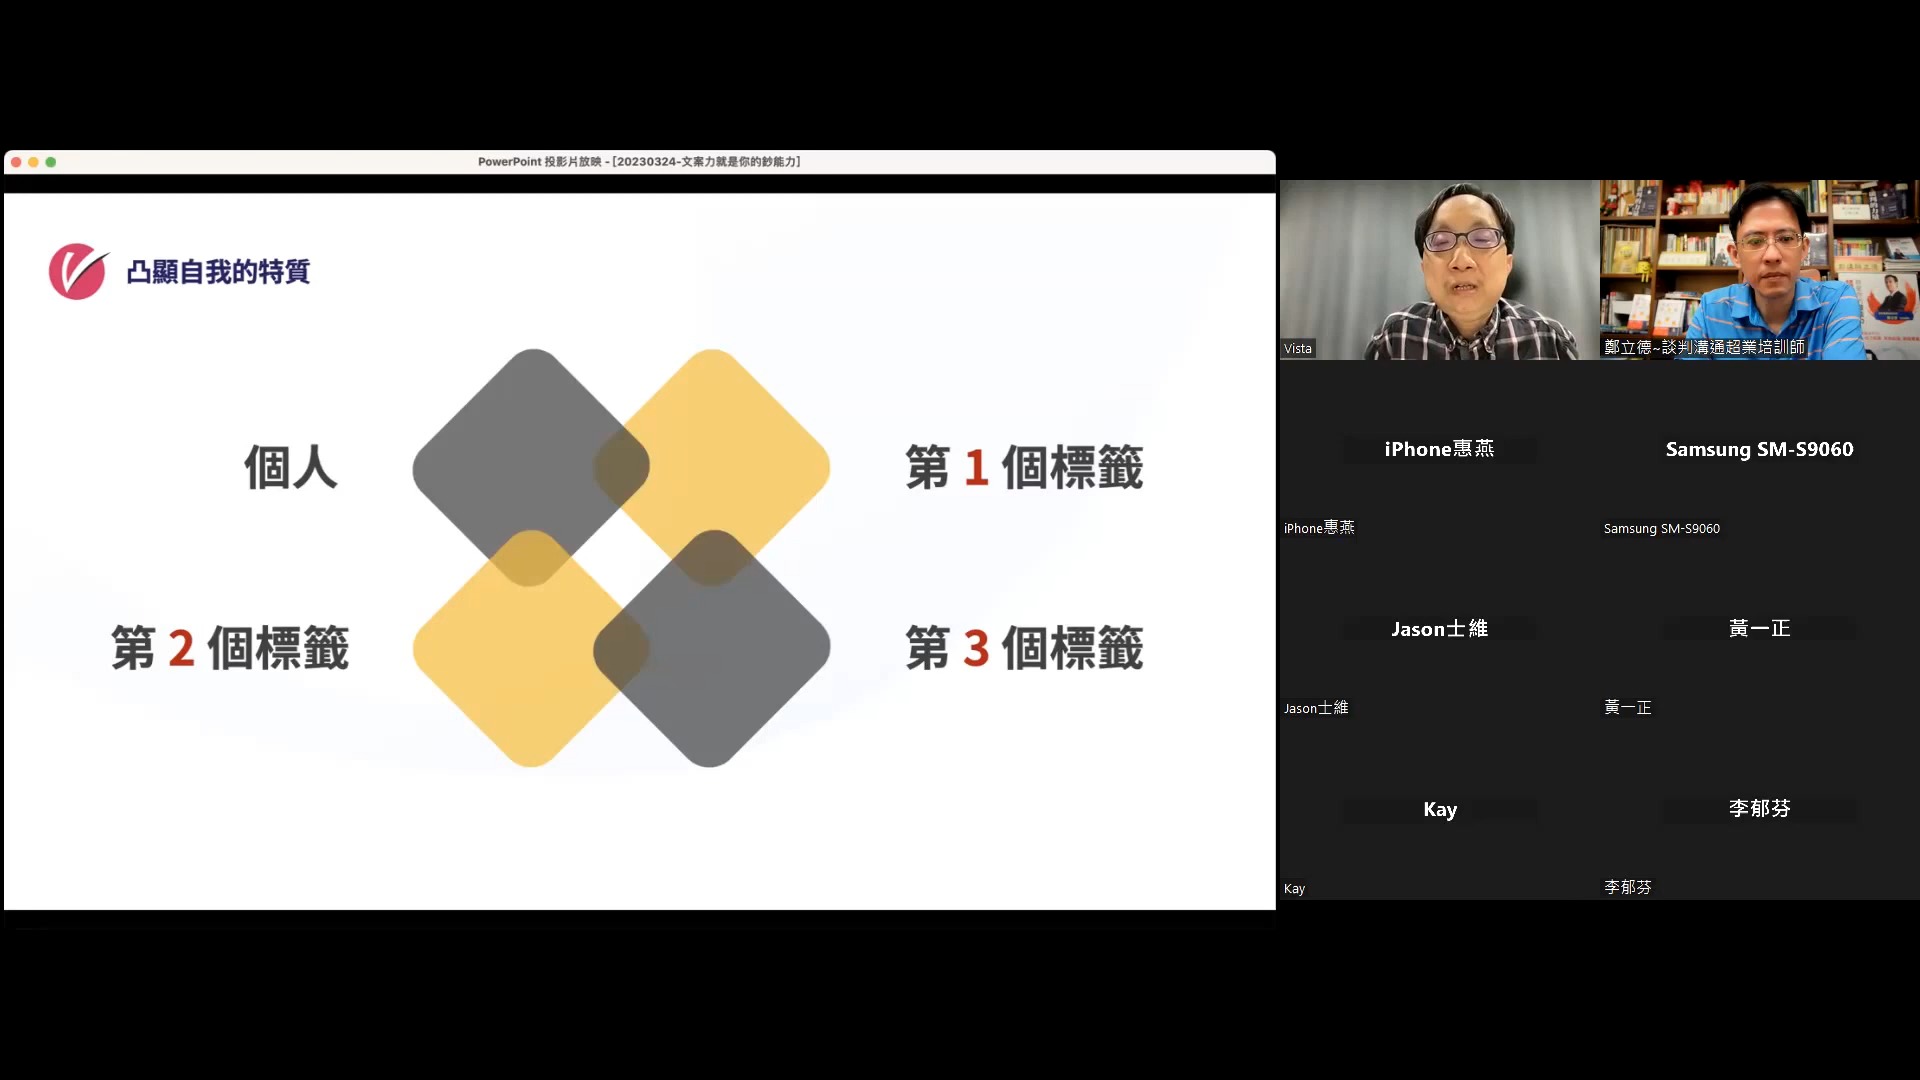 PowerPoint 投影片放映 - [20230324-文案力就是你的鈔能力]
凸顯自我的特質
個人
第 1 個標籤
第 2 個標籤
第 3 個標籤
Vista
鄭立德~談判溝通超業培訓師
iPhone惠燕
Samsung SM-S9060
iPhone惠燕
Samsung SM-S9060
Jason士維
黃一正
Jason士維
黃一正
Kay
李郁芬
Kay
李郁芬